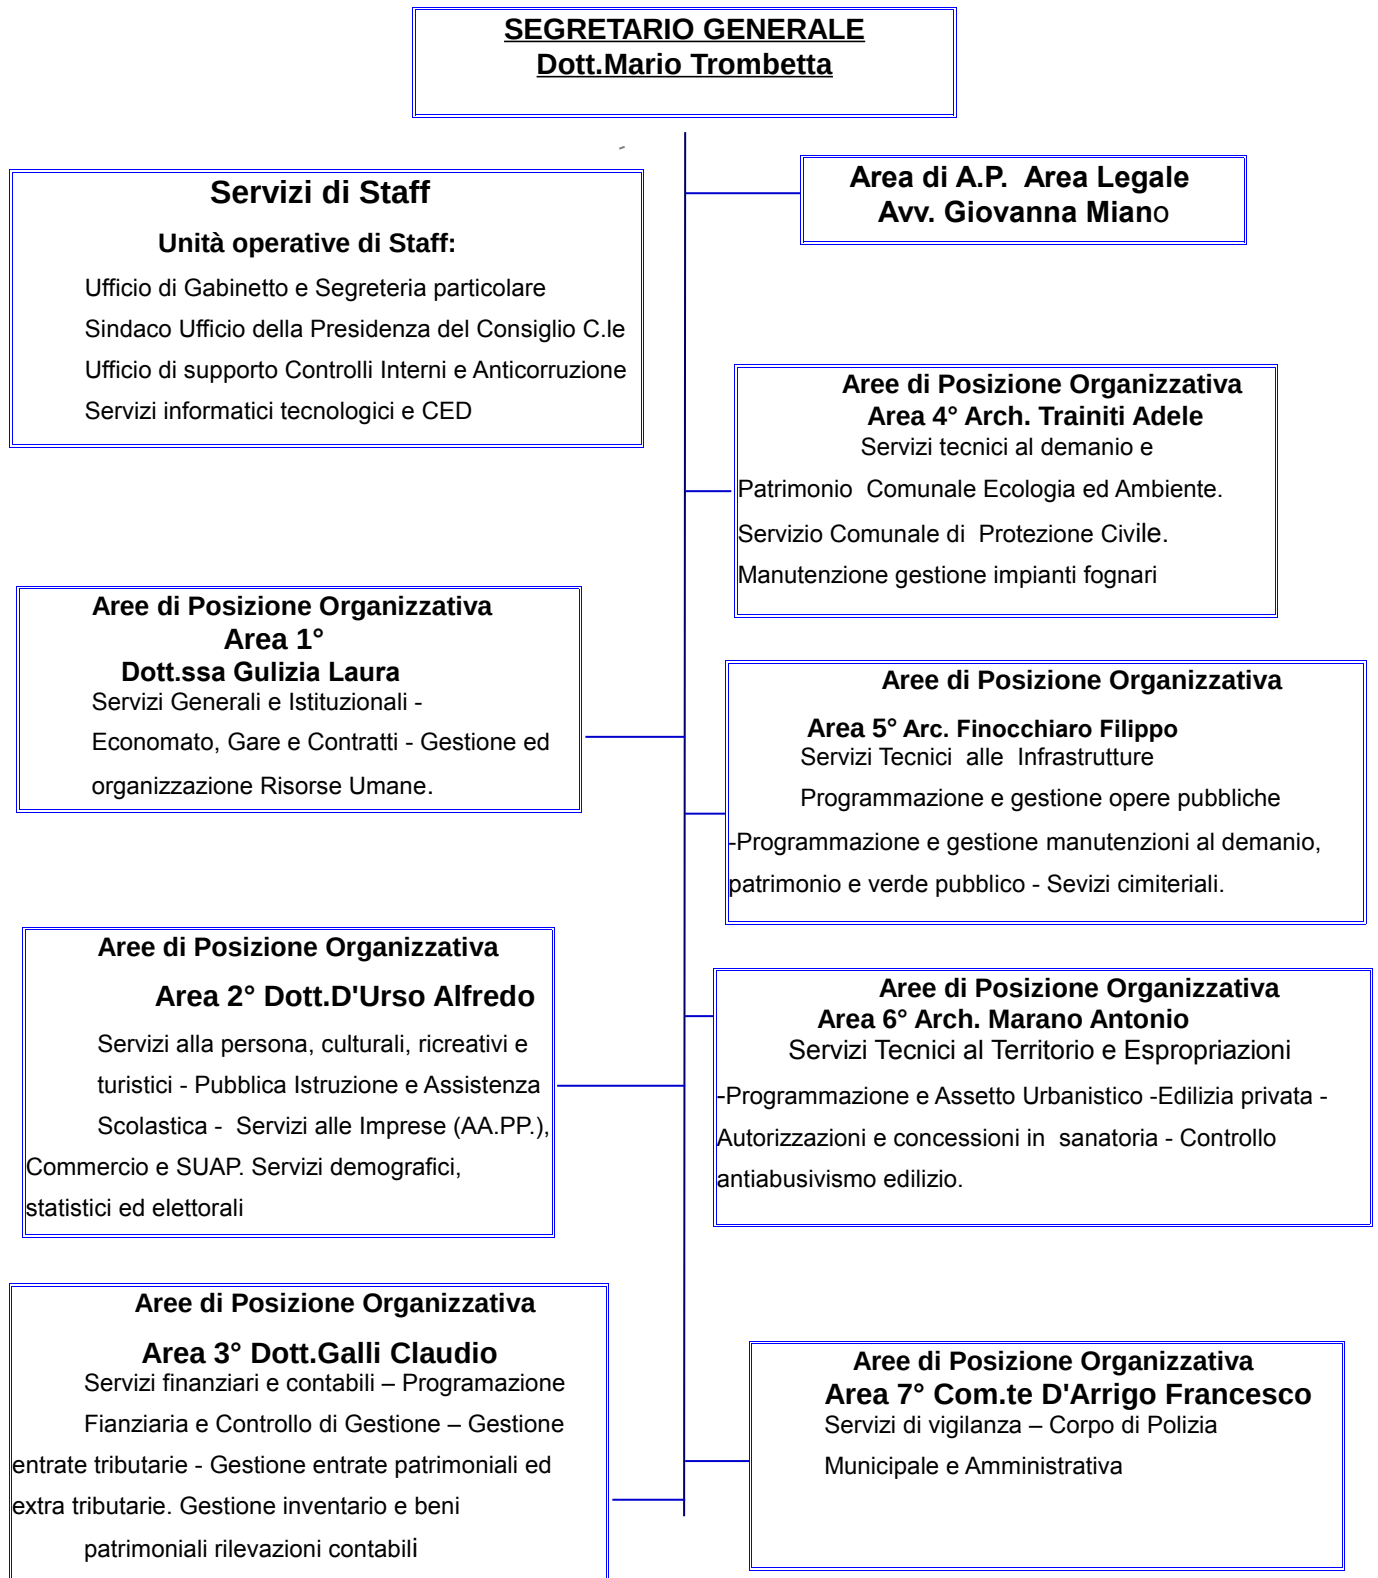 SEGRETARIO GENERALE
Dott.Mario Trombetta
Servizi di Staff
Unità operative di Staff:
Ufficio di Gabinetto e Segreteria particolare
Sindaco Ufficio della Presidenza del Consiglio C.le
Ufficio di supporto Controlli Interni e Anticorruzione
Servizi informatici tecnologici e CED
Area di A.P.  Area Legale
Avv. Giovanna Miano
Aree di Posizione Organizzativa
Area 1°
Dott.ssa Gulizia Laura
Servizi Generali e Istituzionali -
Economato, Gare e Contratti - Gestione ed
organizzazione Risorse Umane.
Aree di Posizione Organizzativa
Area 2° Dott.D'Urso Alfredo
Servizi alla persona, culturali, ricreativi e
turistici - Pubblica Istruzione e Assistenza
Scolastica -  Servizi alle Imprese (AA.PP.),
Commercio e SUAP. Servizi demografici,
statistici ed elettorali
Aree di Posizione Organizzativa
Area 3° Dott.Galli Claudio
Servizi finanziari e contabili – Programazione
Fianziaria e Controllo di Gestione – Gestione
entrate tributarie - Gestione entrate patrimoniali ed
extra tributarie. Gestione inventario e beni
patrimoniali rilevazioni contabili
Aree di Posizione Organizzativa
Area 4° Arch. Trainiti Adele
Servizi tecnici al demanio e
Patrimonio  Comunale Ecologia ed Ambiente.
Servizio Comunale di  Protezione Civile.
Manutenzione gestione impianti fognari
Aree di Posizione Organizzativa
Area 5° Arc. Finocchiaro Filippo
Servizi Tecnici  alle  Infrastrutture
Programmazione e gestione opere pubbliche
-Programmazione e gestione manutenzioni al demanio,
patrimonio e verde pubblico - Sevizi cimiteriali.
Aree di Posizione Organizzativa
Area 6° Arch. Marano Antonio
Servizi Tecnici al Territorio e Espropriazioni
-Programmazione e Assetto Urbanistico -Edilizia privata -
Autorizzazioni e concessioni in  sanatoria - Controllo
antiabusivismo edilizio.
Aree di Posizione Organizzativa
Area 7° Com.te D'Arrigo Francesco
Servizi di vigilanza – Corpo di Polizia
Municipale e Amministrativa